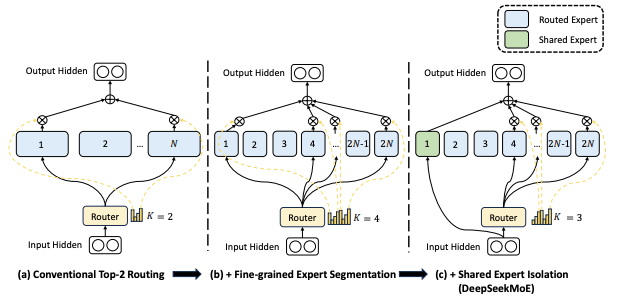 Routed Expert
Shared Expert
Output Hidden
1
2
...
N
Router
K = 2
Input Hidden
(a) Conventional Top-2 Routing
Output Hidden
1
2
3
4
...
2N-1
2N
Router
K = 4
Input Hidden
(b) + Fine-grained Expert Segmentation
Output Hidden
1
2
3
4
...
2N-1
2N
Router
K = 3
Input Hidden
(c) + Shared Expert Isolation
(DeepSeekMoE)